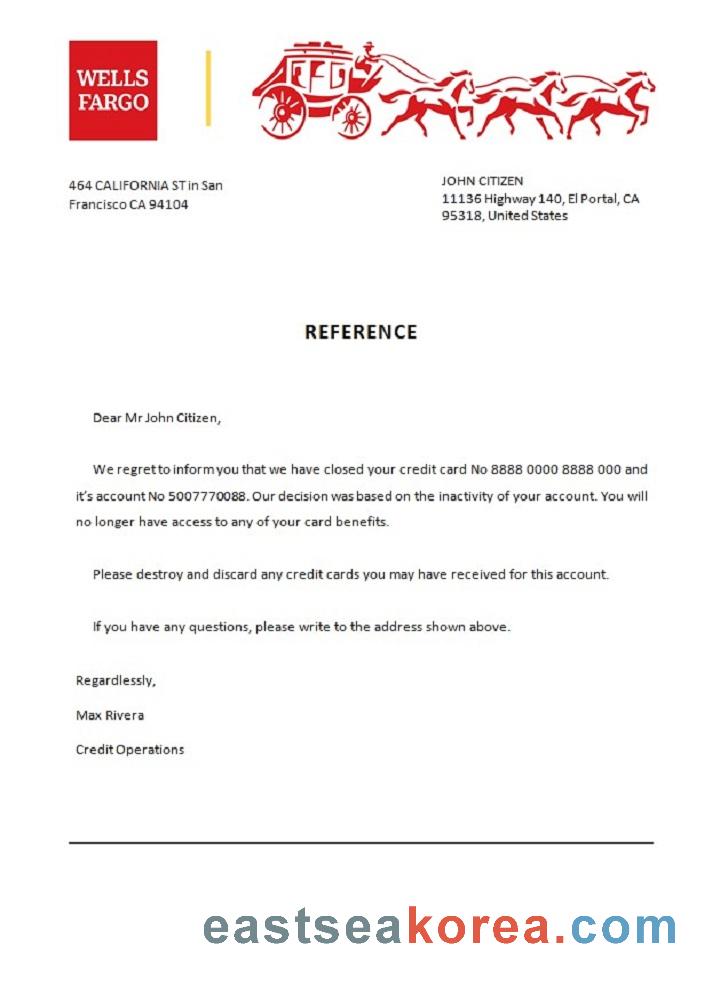 WELLS
FARGO
464 CALIFORNIA ST in San
Francisco CA 94104
JOHN CITIZEN
11136 Highway 140, El Portal, CA
95318, United States
REFERENCE
Dear Mr John Citizen,
We regret to inform you that we have closed your credit card No 8888 0000 8888 000 and
it's account No 5007770088. Our decision was based on the inactivity of your account. You will
no longer have access to any of your card benefits.
Please destroy and discard any credit cards you may have received for this account.
If you have any questions, please write to the address shown above.
Regardlessly,
Max Rivera
Credit Operations
eastseakorea.com